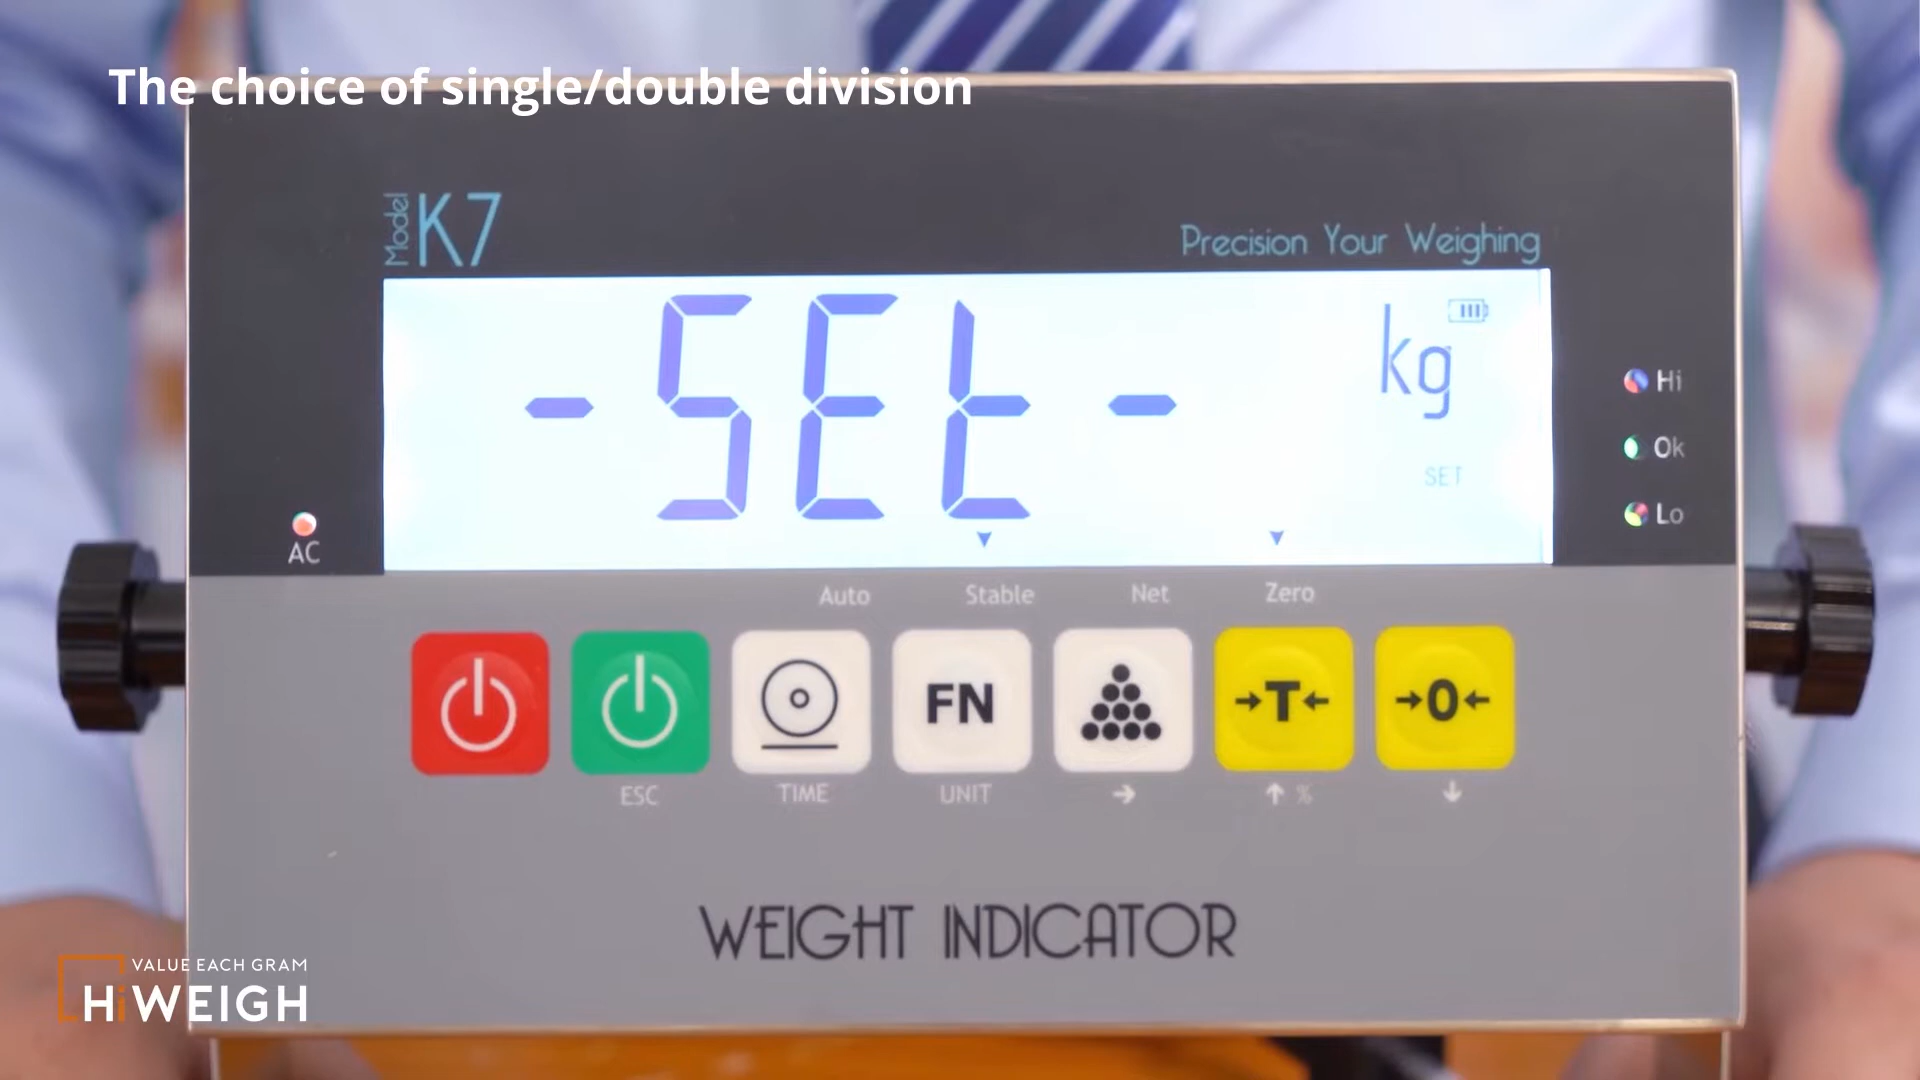 The choice of single/double division
Model K7
Precision Your Weighing
-SEt-
kg
SET
Hi
Ok
Lo
AC
Auto Stable Net Zero
FN
→T←
→0←
ESC TIME UNIT → ↑ % ↓
WEIGHT INDICATOR
VALUE EACH GRAM
HiWEIGH